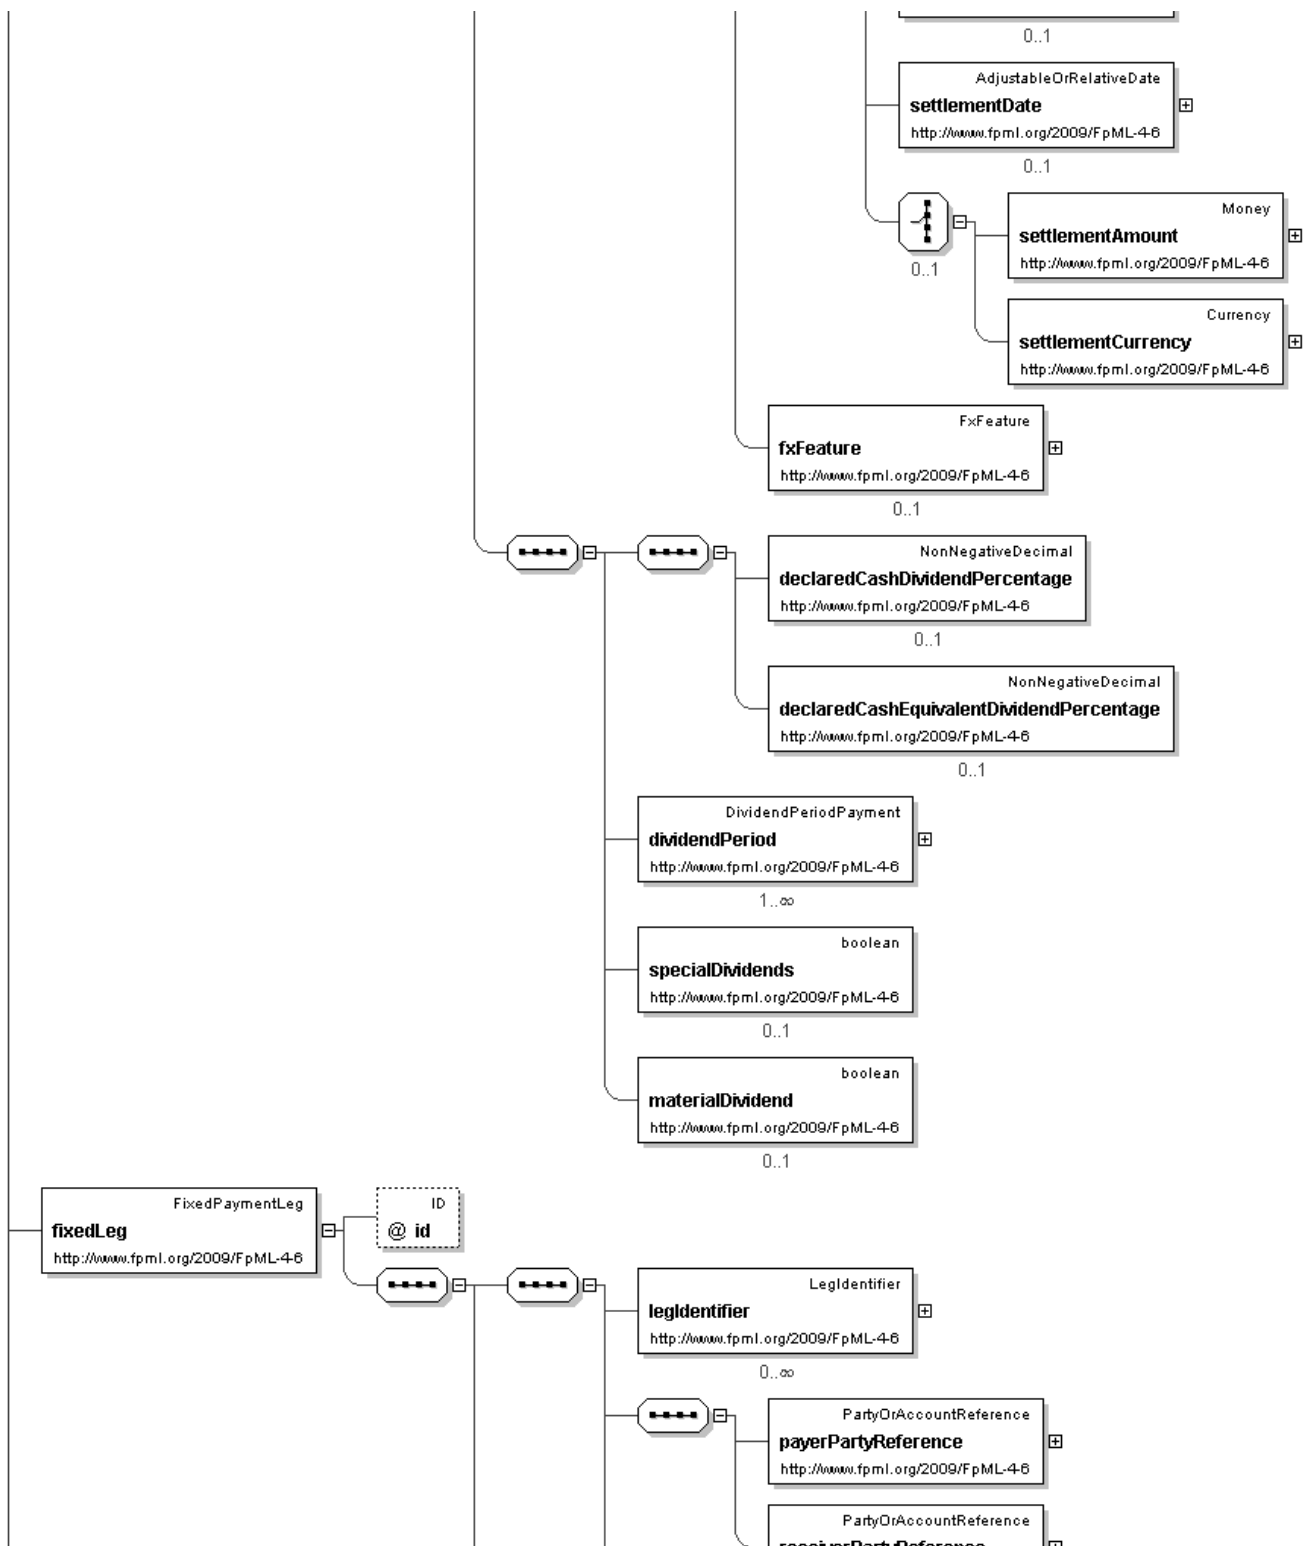 0..1
AdjustableOrRelativeDate
settlementDate
http://www.fpml.org/2009/FpML-4-6
0..1
Money
settlementAmount
http://www.fpml.org/2009/FpML-4-6
0..1
Currency
settlementCurrency
http://www.fpml.org/2009/FpML-4-6
FxFeature
fxFeature
http://www.fpml.org/2009/FpML-4-6
0..1
NonNegativeDecimal
declaredCashDividendPercentage
http://www.fpml.org/2009/FpML-4-6
0..1
NonNegativeDecimal
declaredCashEquivalentDividendPercentage
http://www.fpml.org/2009/FpML-4-6
0..1
DividendPeriodPayment
dividendPeriod
http://www.fpml.org/2009/FpML-4-6
1..∞
boolean
specialDividends
http://www.fpml.org/2009/FpML-4-6
0..1
boolean
materialDividend
http://www.fpml.org/2009/FpML-4-6
0..1
FixedPaymentLeg
fixedLeg
http://www.fpml.org/2009/FpML-4-6
ID
@ id
LegIdentifier
legIdentifier
http://www.fpml.org/2009/FpML-4-6
0..∞
PartyOrAccountReference
payerPartyReference
http://www.fpml.org/2009/FpML-4-6
PartyOrAccountReference
receiverPartyReference